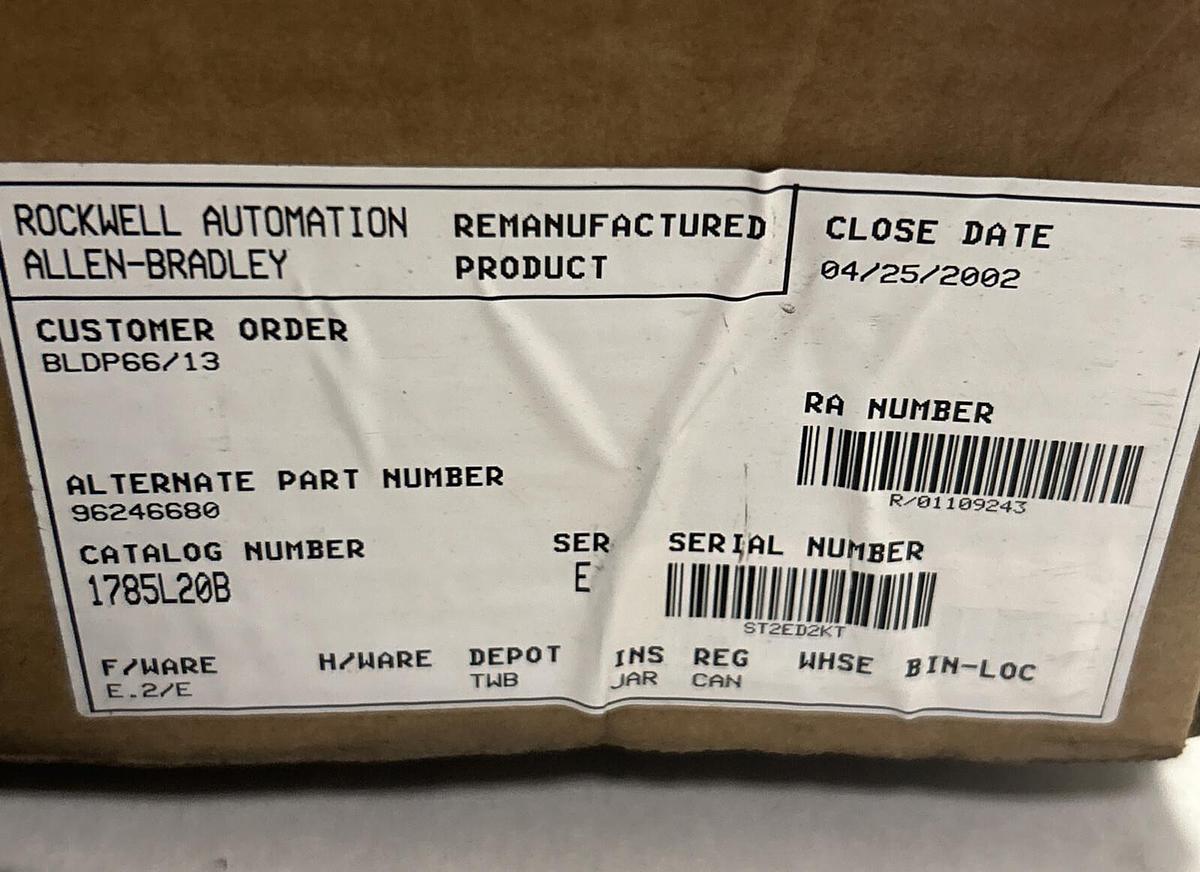 ROCKWELL AUTOMATION
ALLEN-BRADLEY
REMANUFACTURED
PRODUCT
CLOSE DATE
04/25/2002
CUSTOMER ORDER
BLDP66/13
RA NUMBER
R/01109243
ALTERNATE PART NUMBER
96246680
CATALOG NUMBER
1785L20B
SER
E
SERIAL NUMBER
ST2ED2KT
F/WARE
E.2/E
H/WARE
DEPOT
TWB
INS
JAR
REG
CAN
WHSE
BIN-LOC